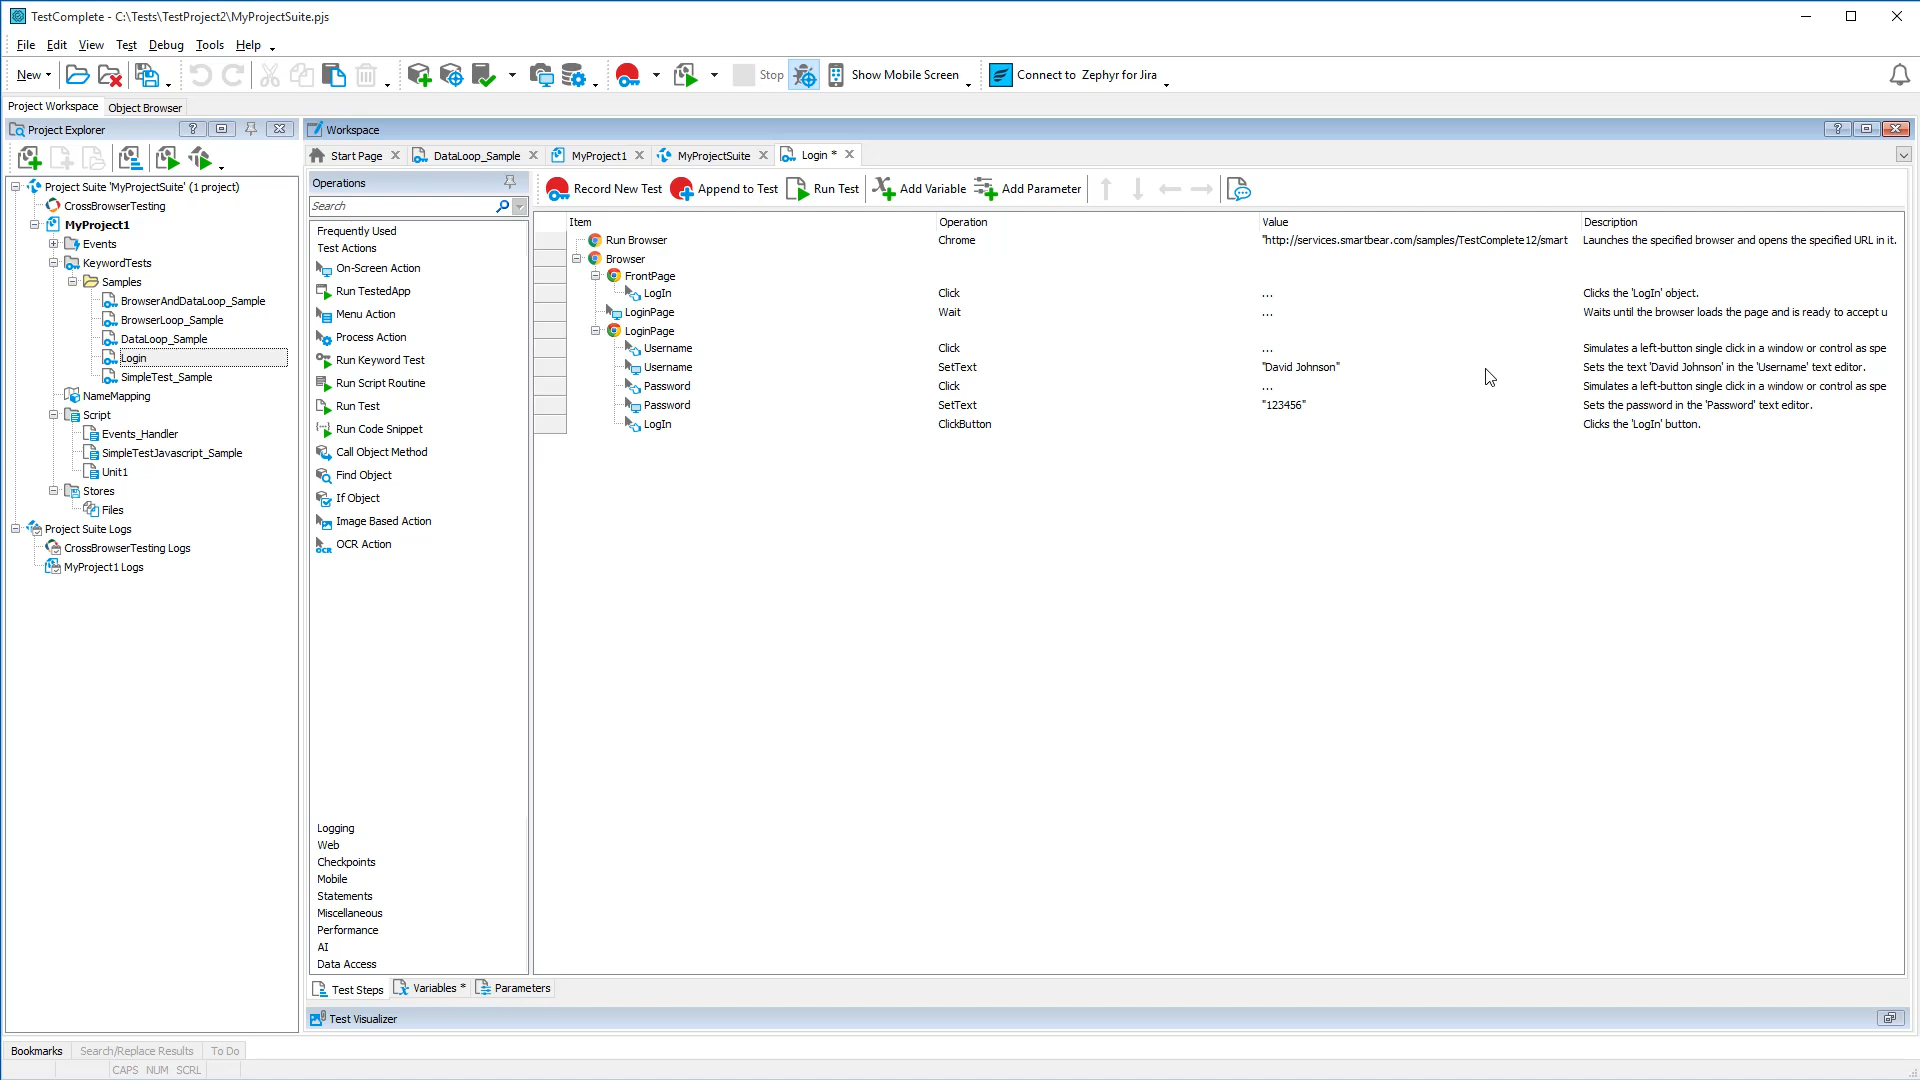 TestComplete - C:\Tests\TestProject2\MyProjectSuite.pjs
File Edit View Test Debug Tools Help
New Stop Show Mobile Screen Connect to Zephyr for Jira
Project Workspace Object Browser
Project Explorer
Project Suite 'MyProjectSuite' (1 project)
CrossBrowserTesting
MyProject1
Events
KeywordTests
Samples
BrowserAndDataLoop_Sample
BrowserLoop_Sample
DataLoop_Sample
Login
SimpleTest_Sample
NameMapping
Script
Events_Handler
SimpleTestJavascript_Sample
Unit1
Stores
Files
Project Suite Logs
CrossBrowserTesting Logs
MyProject1 Logs
Workspace
Start Page DataLoop_Sample MyProject1 MyProjectSuite Login *
Operations
Search
Frequently Used
Test Actions
On-Screen Action
Run TestedApp
Menu Action
Process Action
Run Keyword Test
Run Script Routine
Run Test
Run Code Snippet
Call Object Method
Find Object
If Object
Image Based Action
OCR Action
Logging
Web
Checkpoints
Mobile
Statements
Miscellaneous
Performance
AI
Data Access
Record New Test Append to Test Run Test Add Variable Add Parameter
Item Operation Value Description
Run Browser Chrome "http://services.smartbear.com/samples/TestComplete12/smart Launches the specified browser and opens the specified URL in it.
Browser
FrontPage
LogIn Click ... Clicks the 'LogIn' object.
LoginPage Wait ... Waits until the browser loads the page and is ready to accept u
LoginPage
Username Click ... Simulates a left-button single click in a window or control as spe
Username SetText "David Johnson" Sets the text 'David Johnson' in the 'Username' text editor.
Password Click ... Simulates a left-button single click in a window or control as spe
Password SetText "123456" Sets the password in the 'Password' text editor.
LogIn ClickButton Clicks the 'LogIn' button.
Test Steps Variables * Parameters
Test Visualizer
Bookmarks Search/Replace Results To Do
CAPS NUM SCRL